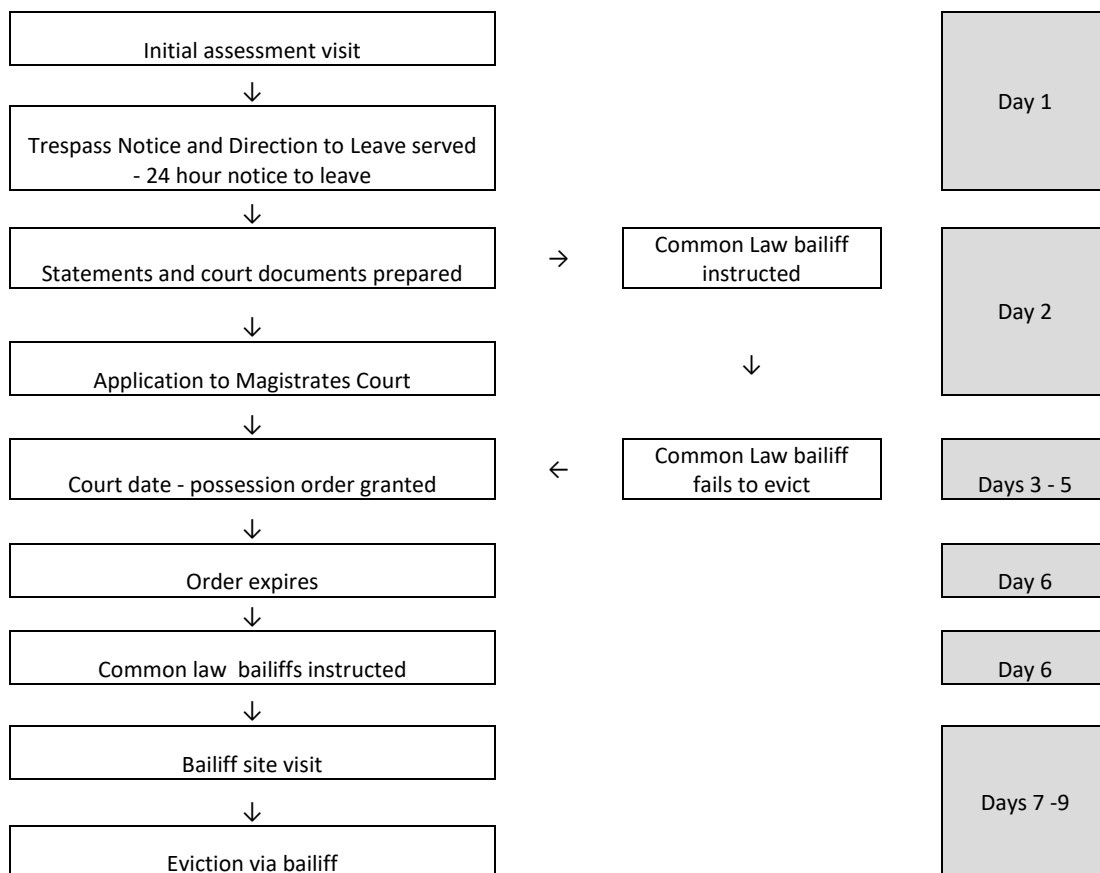 Initial assessment visit
↓
Day 1
Trespass Notice and Direction to Leave served
- 24 hour notice to leave
↓
Statements and court documents prepared
→
Common Law bailiff
instructed
Day 2
↓
↓
Application to Magistrates Court
↓
Court date - possession order granted
←
Common Law bailiff
fails to evict
Days 3 - 5
↓
Order expires
Day 6
↓
Common law  bailiffs instructed
Day 6
↓
Bailiff site visit
↓
Days 7 -9
Eviction via bailiff